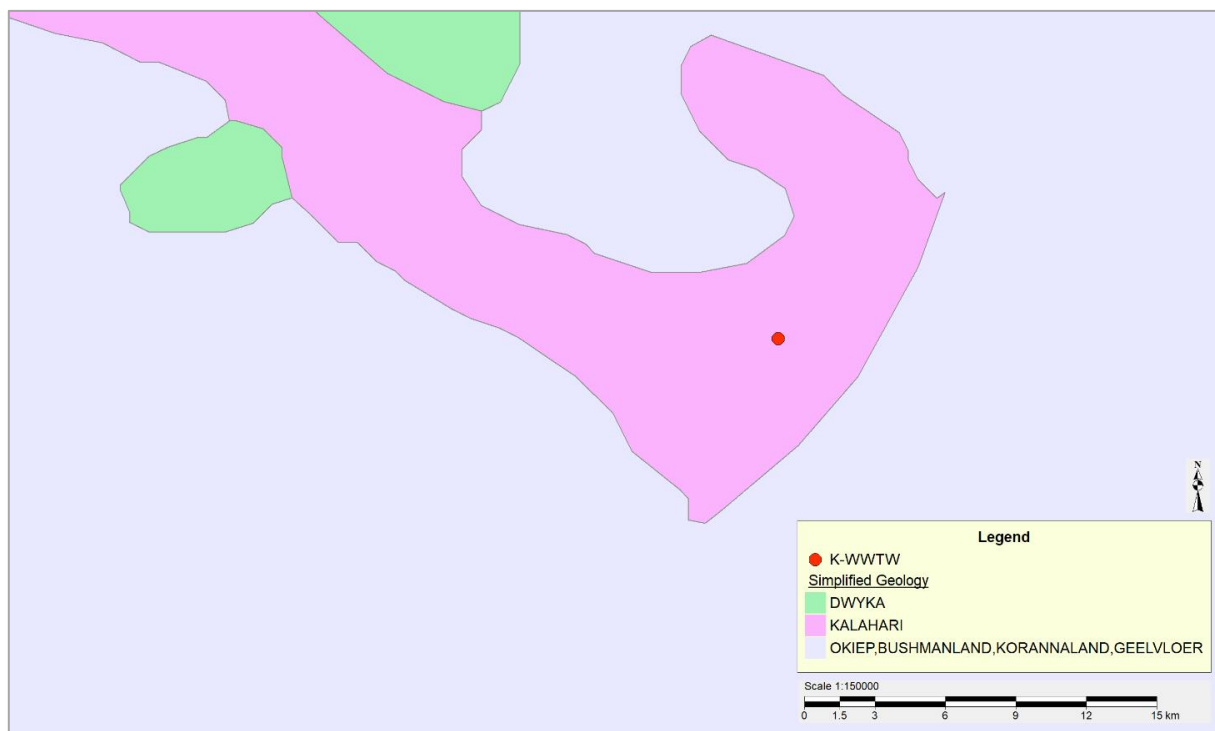 N
Legend
K-WWTW
Simplified Geology
DWYKA
KALAHARI
OKIEP,BUSHMANLAND,KORANNALAND,GEELVLOER
Scale 1:150000
0 1.5 3 6 9 12 15 km